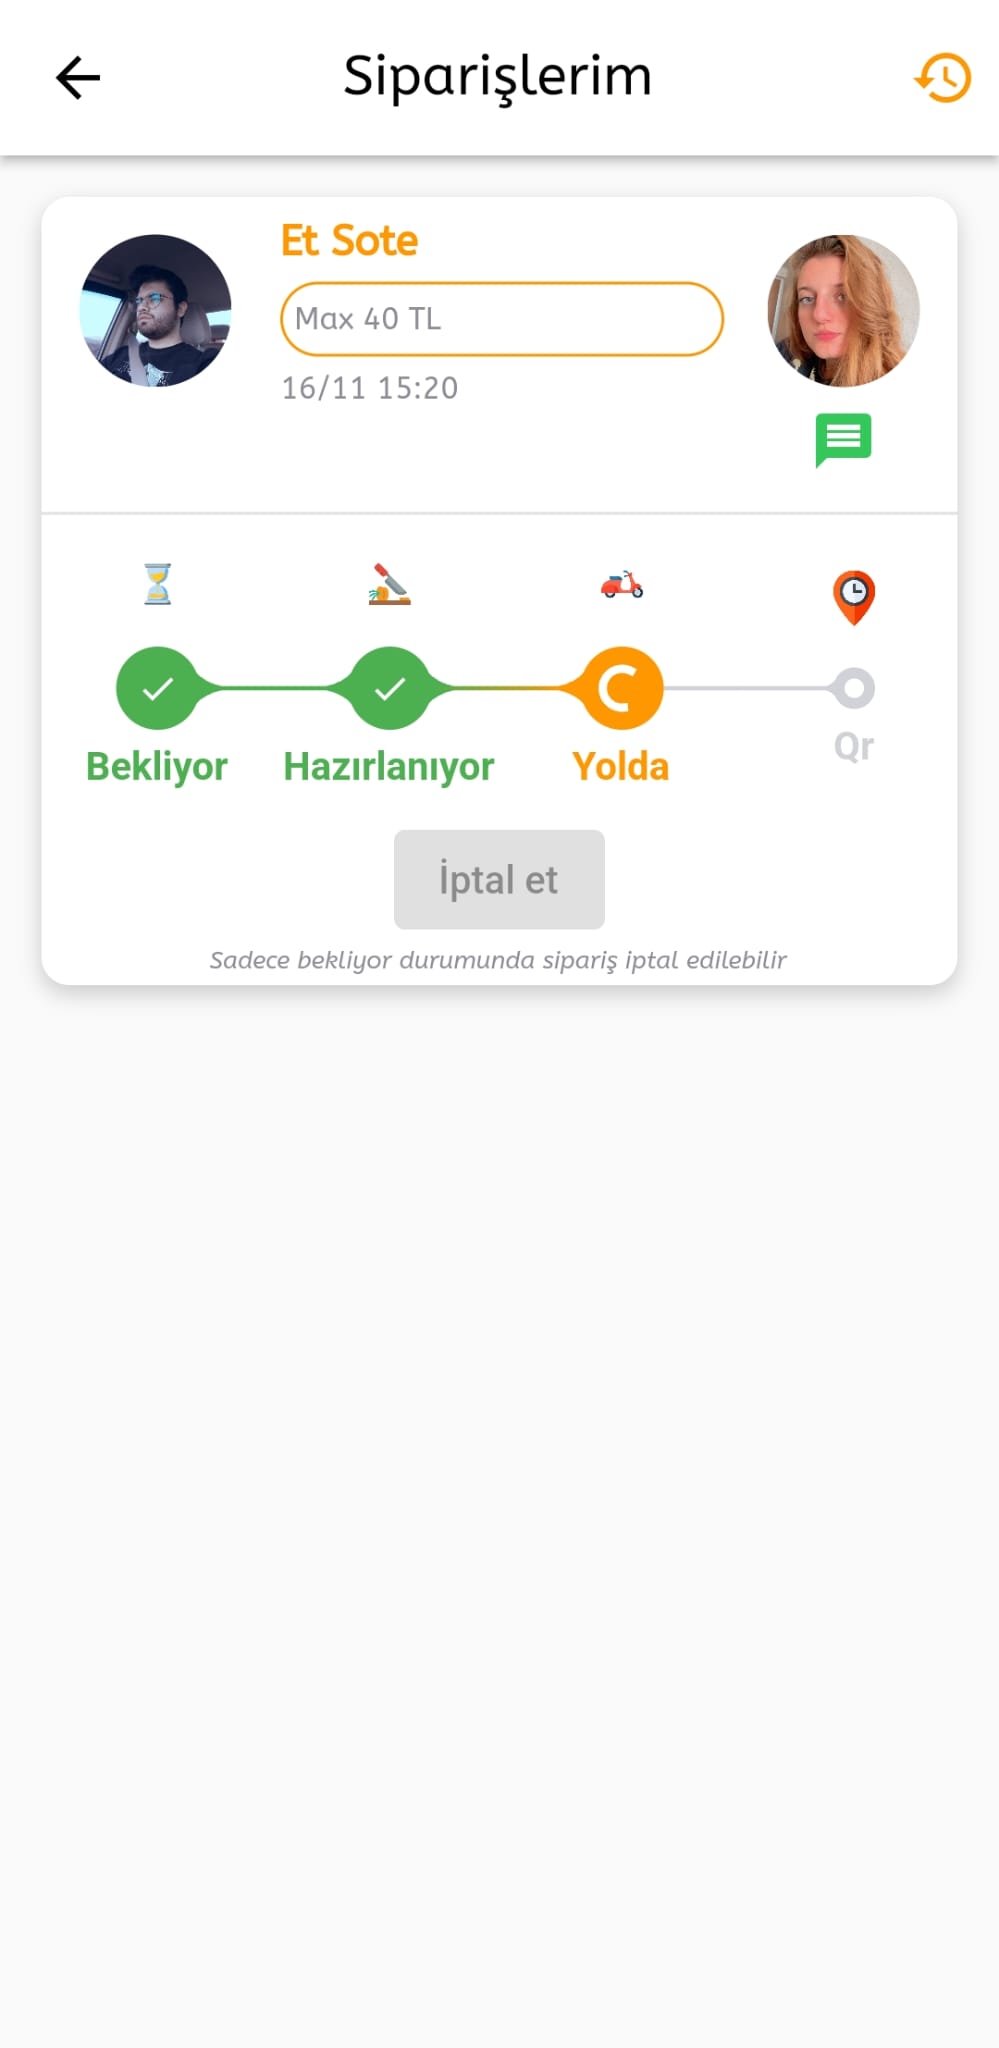 Siparişlerim
Et Sote
Max 40 TL
16/11 15:20
Bekliyor
Hazırlanıyor
Yolda
Qr
İptal et
Sadece bekliyor durumunda sipariş iptal edilebilir